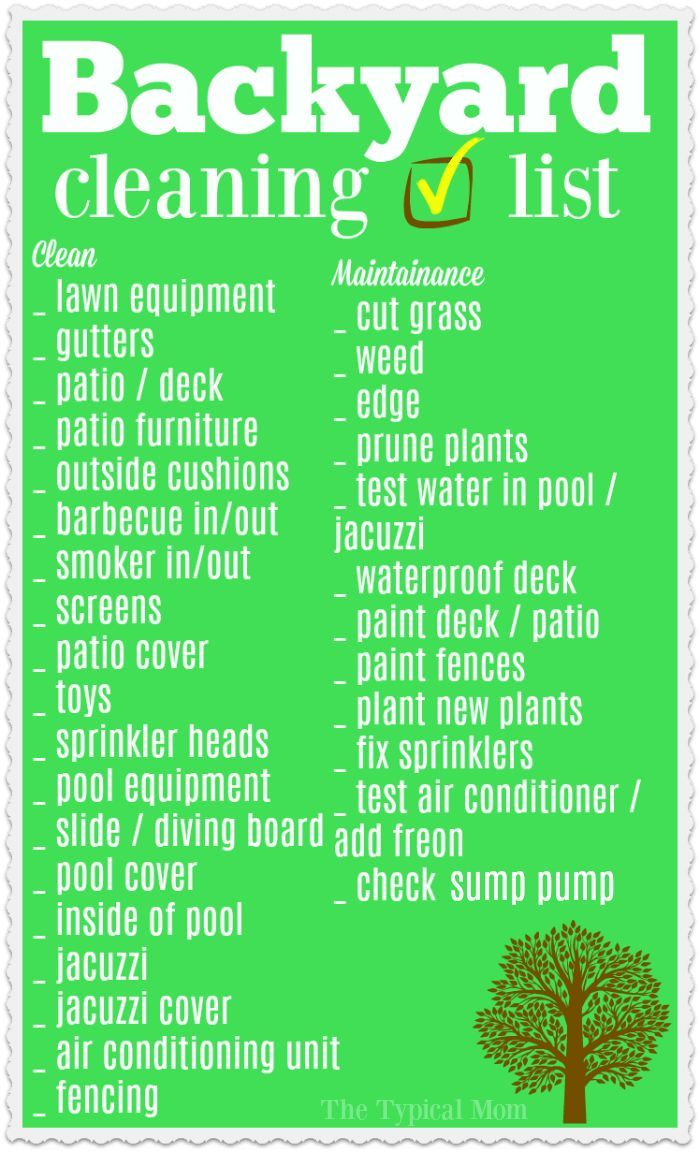 Backyard
cleaning list
Clean
_ lawn equipment
_ gutters
_ patio / deck
_ patio furniture
_ outside cushions
_ barbecue in/out
_ smoker in/out
_ screens
_ patio cover
_ toys
_ sprinkler heads
_ pool equipment
_ slide / diving board
_ pool cover
_ inside of pool
_ jacuzzi
_ jacuzzi cover
_ air conditioning unit
_ fencing
Maintainance
_ cut grass
_ weed
_ edge
_ prune plants
_ test water in pool /
jacuzzi
_ waterproof deck
_ paint deck / patio
_ paint fences
_ plant new plants
_ fix sprinklers
_ test air conditioner /
add freon
_ check sump pump
The Typical Mom